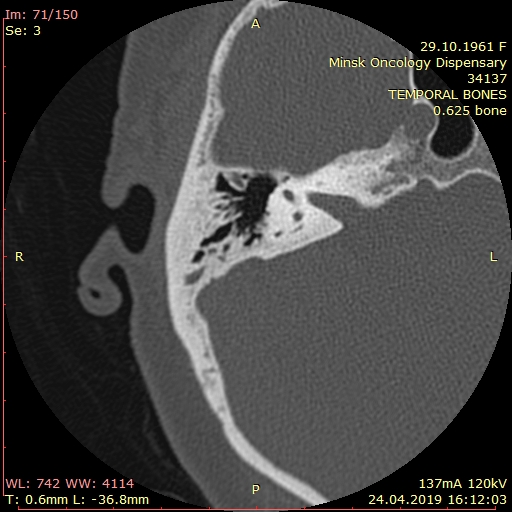 Im: 71/150
Se: 3
A
29.10.1961 F
Minsk Oncology Dispensary
34137
TEMPORAL BONES
0.625 bone
R
L
WL: 742 WW: 4114
T: 0.6mm L: -36.8mm
P
137mA 120kV
24.04.2019 16:12:03